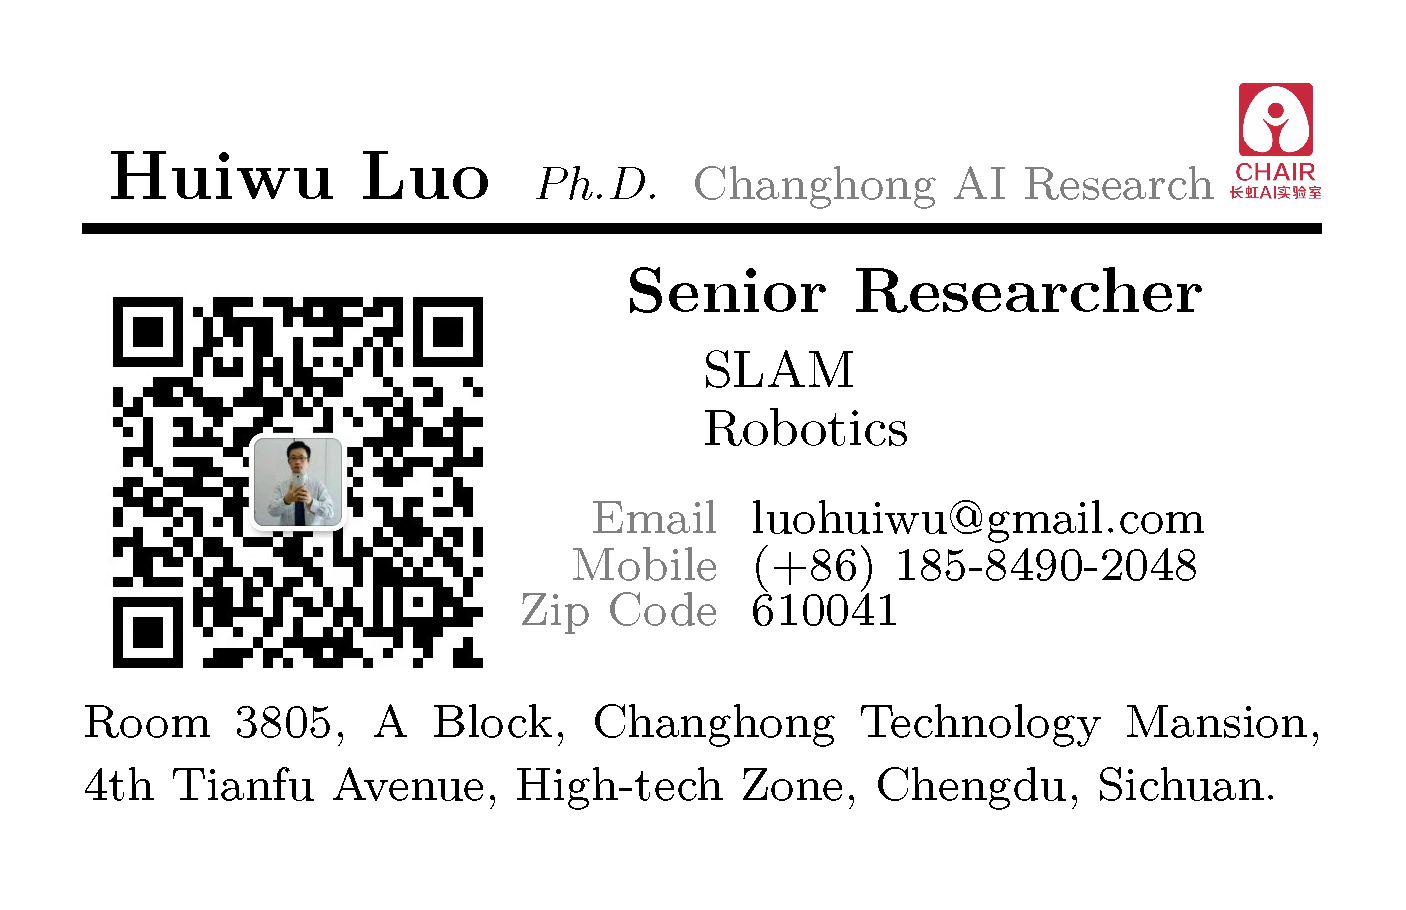 Huiwu Luo Ph.D. Changhong AI Research
CHAIR
长虹AI实验室
Senior Researcher
SLAM
Robotics
Email luohuiwu@gmail.com
Mobile (+86) 185-8490-2048
Zip Code 610041
Room 3805, A Block, Changhong Technology Mansion,
4th Tianfu Avenue, High-tech Zone, Chengdu, Sichuan.